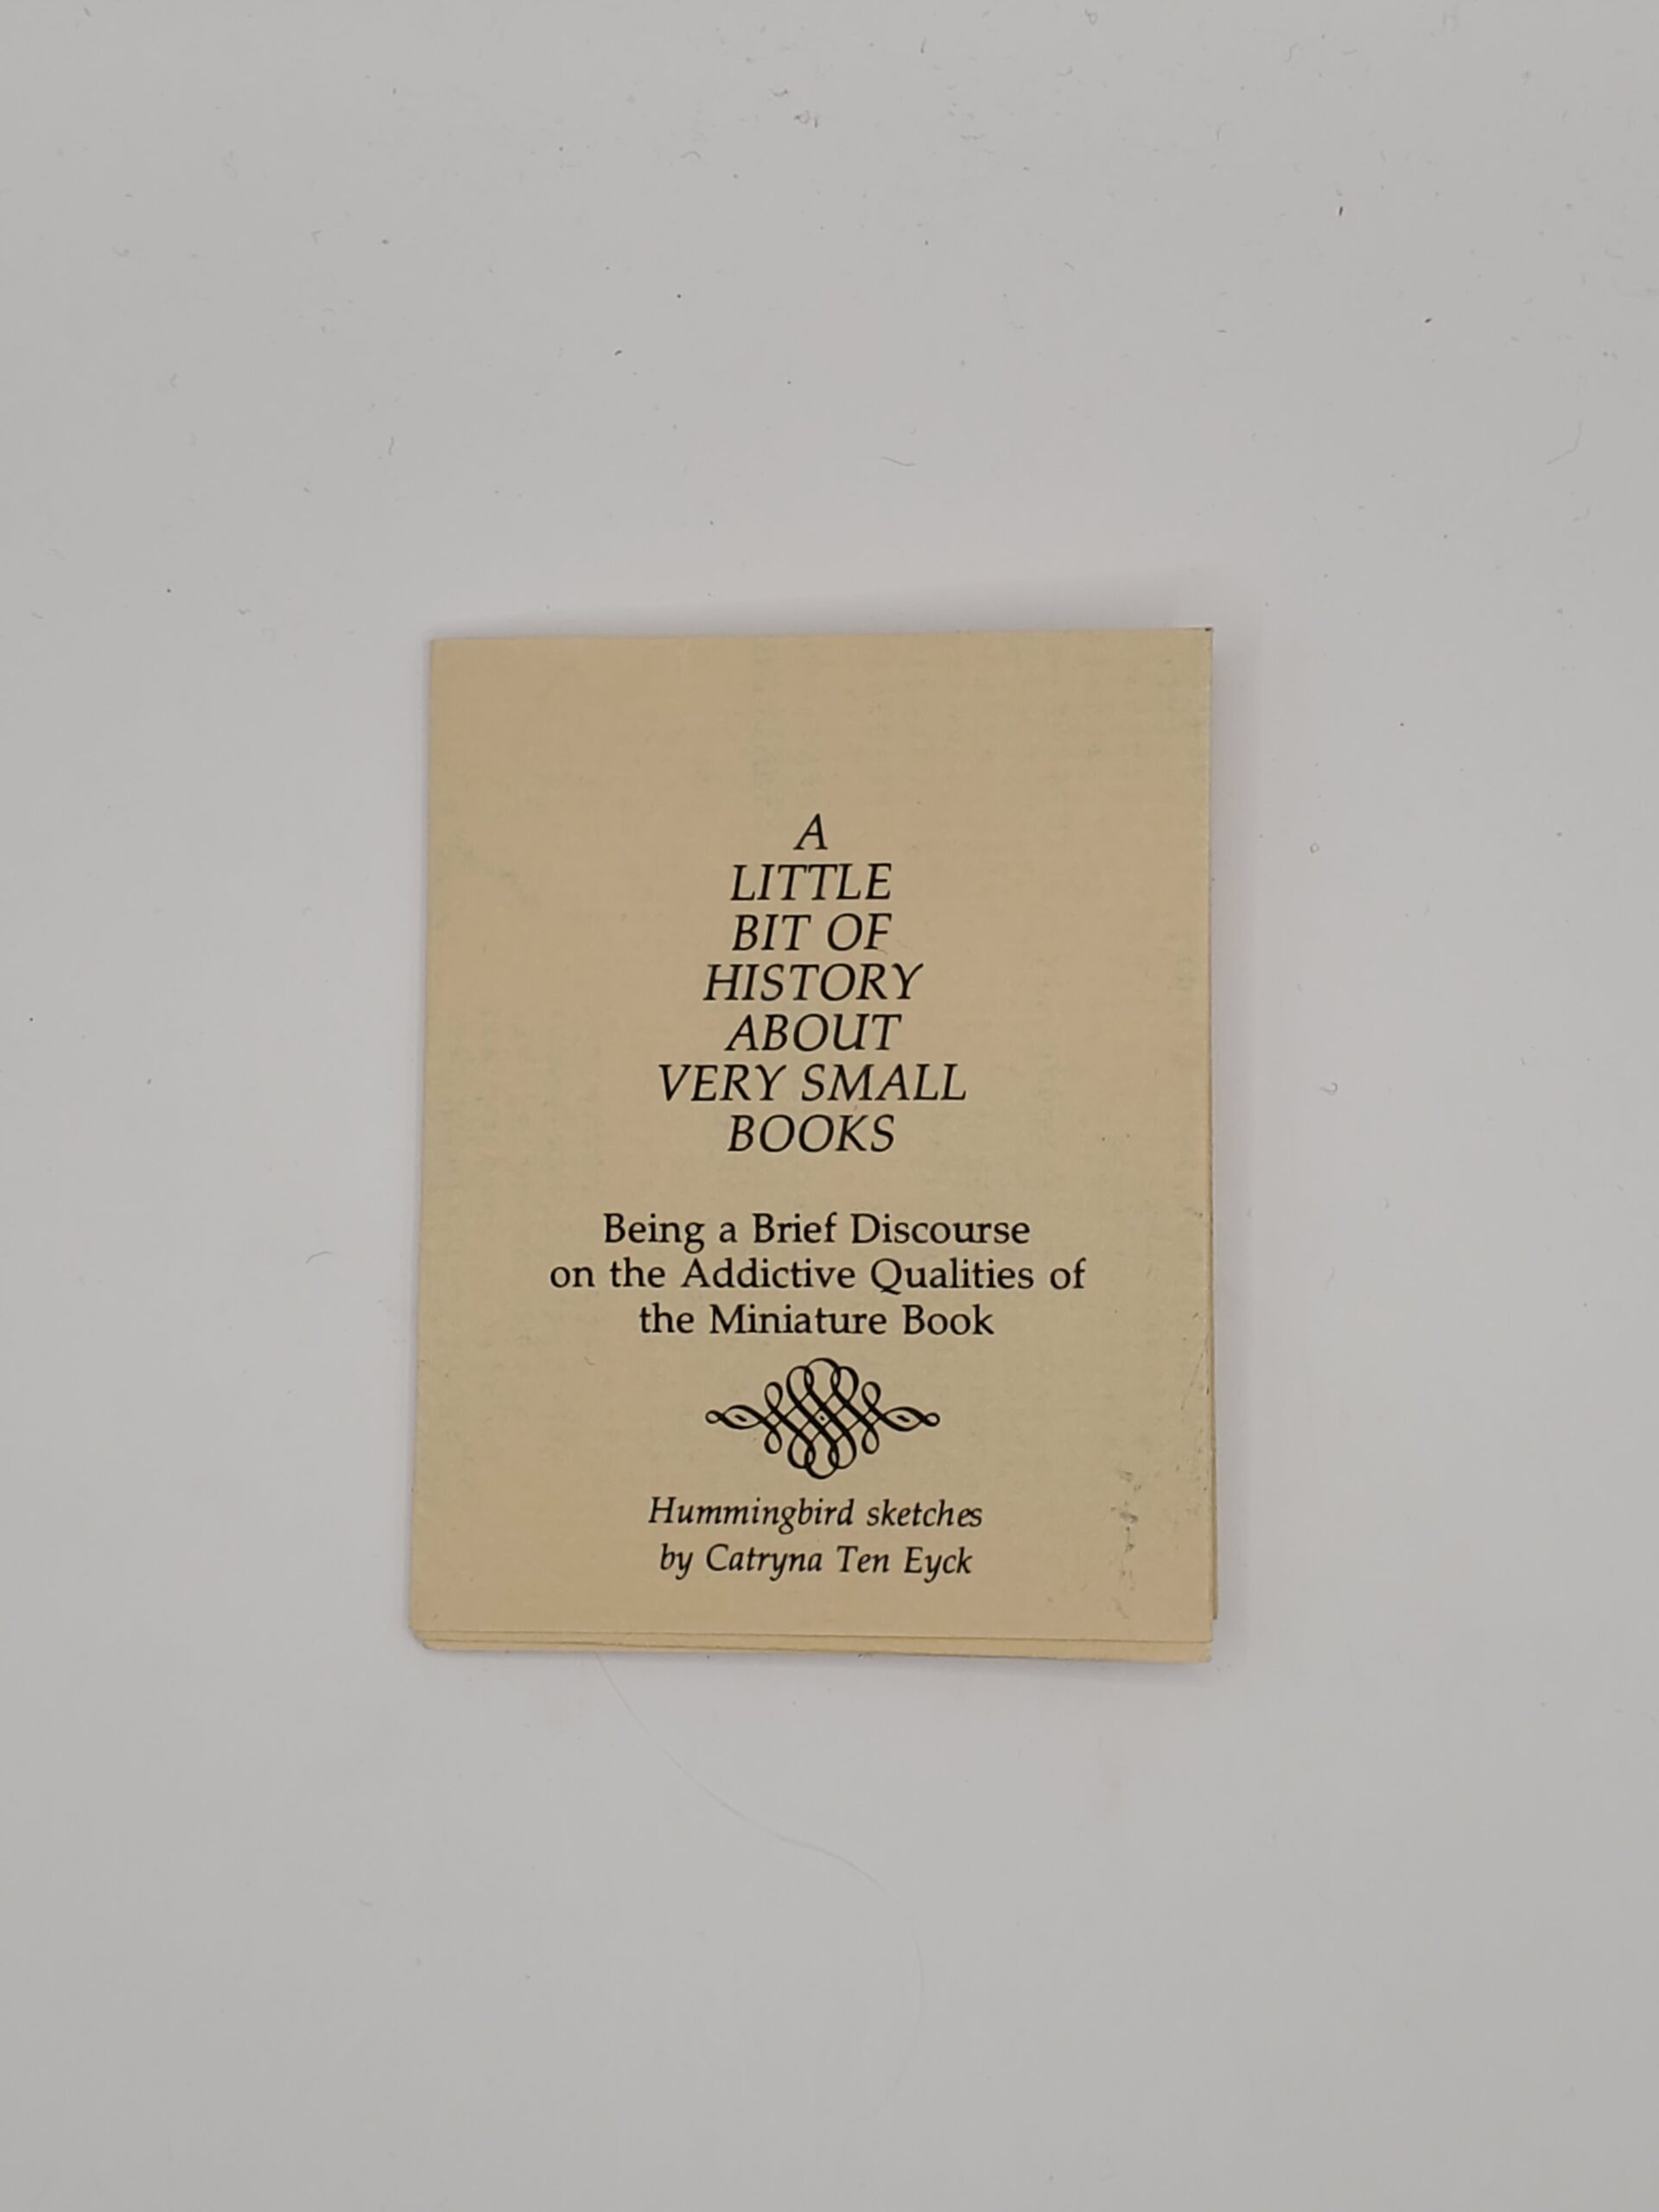 A
LITTLE
BIT OF
HISTORY
ABOUT
VERY SMALL
BOOKS
Being a Brief Discourse
on the Addictive Qualities of
the Miniature Book
Hummingbird sketches
by Catryna Ten Eyck